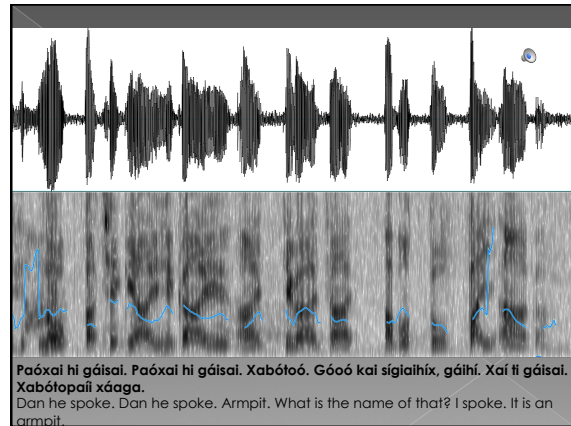 Paóxai hi gáisai. Paóxai hi gáisai. Xabótoó. Góoó kai sígiaihíx, gáihí. Xaí ti gáisai.
Xabótopaíi xáaga.
Dan he spoke. Dan he spoke. Armpit. What is the name of that? I spoke. It is an
armpit.